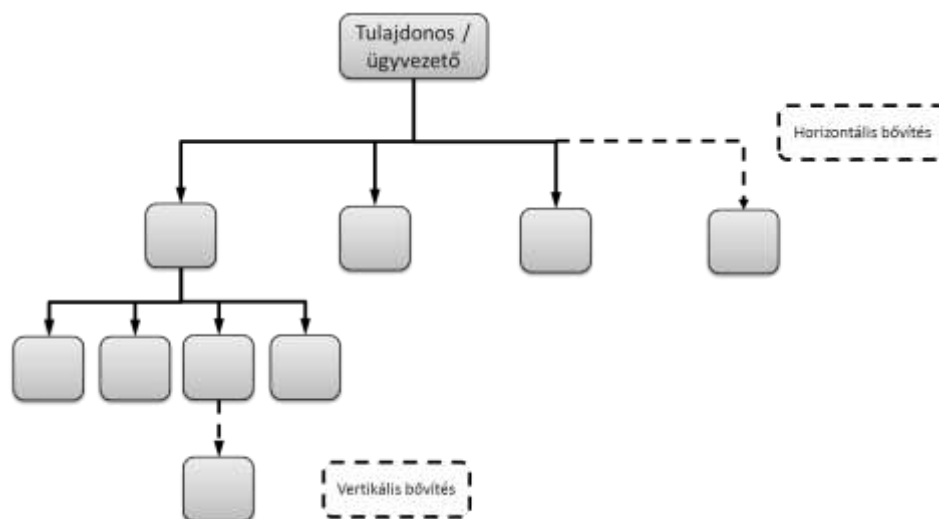 Tulajdonos /
ügyvezető
Horizontális bővítés
Vertikális bővítés